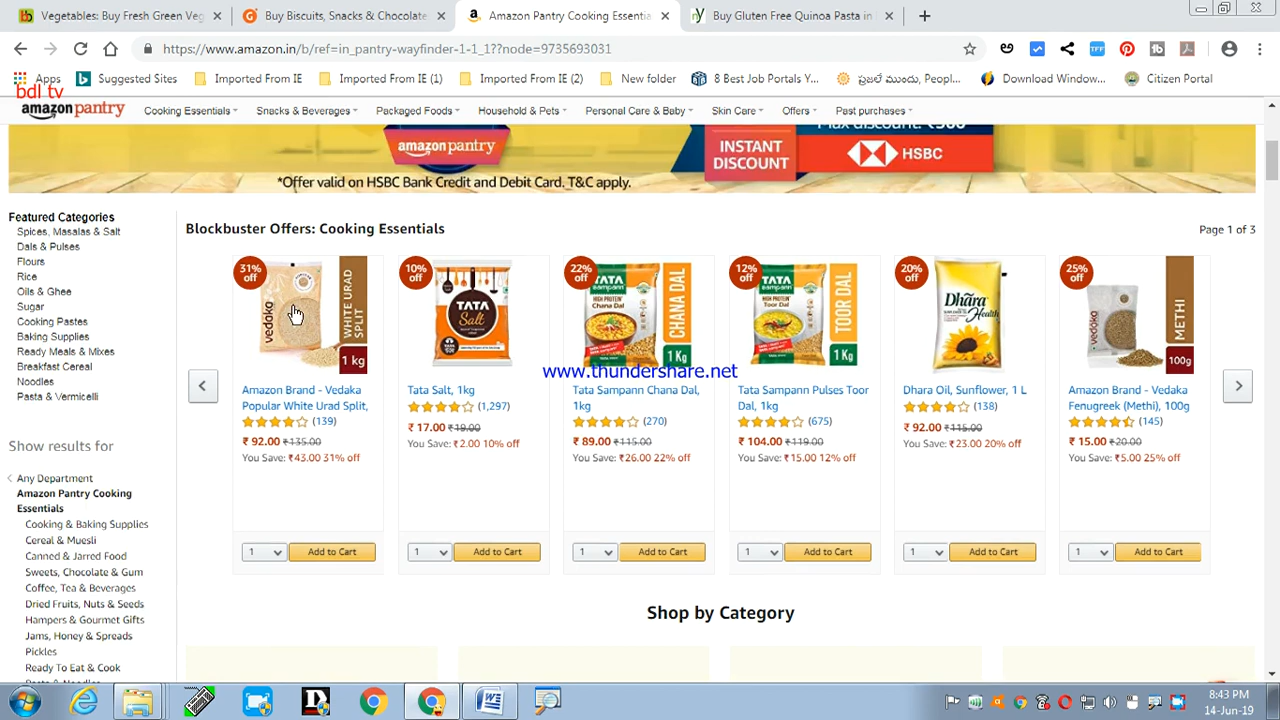 Vegetables: Buy Fresh Green Veg
Buy Biscuits, Snacks & Chocolate
Amazon Pantry Cooking Essentia
Buy Gluten Free Quinoa Pasta in
https://www.amazon.in/b/ref=in_pantry-wayfinder-1-1_1??node=9735693031
Apps
Suggested Sites
Imported From IE
Imported From IE (1)
Imported From IE (2)
New folder
8 Best Job Portals Y...
ప్రజలే ముందు, Peopl...
Download Window...
Citizen Portal
bdl tv
amazon pantry
Cooking Essentials
Snacks & Beverages
Packaged Foods
Household & Pets
Personal Care & Baby
Skin Care
Offers
Past purchases
amazon pantry
INSTANT
DISCOUNT
HSBC
*Offer valid on HSBC Bank Credit and Debit Card. T&C apply.
Featured Categories
Spices, Masalas & Salt
Dals & Pulses
Flours
Rice
Oils & Ghee
Sugar
Cooking Pastes
Baking Supplies
Ready Meals & Mixes
Breakfast Cereal
Noodles
Pasta & Vermicelli
Show results for
Any Department
Amazon Pantry Cooking
Essentials
Cooking & Baking Supplies
Cereal & Muesli
Canned & Jarred Food
Sweets, Chocolate & Gum
Coffee, Tea & Beverages
Dried Fruits, Nuts & Seeds
Hampers & Gourmet Gifts
Jams, Honey & Spreads
Pickles
Ready To Eat & Cook
Blockbuster Offers: Cooking Essentials
Page 1 of 3
31%
off
vedaka
WHITE URAD
SPLIT
1 kg
Amazon Brand - Vedaka
Popular White Urad Split,
(139)
₹ 92.00 ₹135.00
You Save: ₹43.00 31% off
1
Add to Cart
10%
off
TATA
Salt
Tata Salt, 1kg
(1,297)
₹ 17.00 ₹19.00
You Save: ₹2.00 10% off
1
Add to Cart
22%
off
TATA
sampann
HIGH PROTEIN
Chana Dal
CHANA DAL
1 Kg
Tata Sampann Chana Dal,
1kg
(270)
₹ 89.00 ₹115.00
You Save: ₹26.00 22% off
1
Add to Cart
12%
off
TATA
sampann
HIGH PROTEIN
Toor Dal
TOOR DAL
1 Kg
Tata Sampann Pulses Toor
Dal, 1kg
(675)
₹ 104.00 ₹119.00
You Save: ₹15.00 12% off
1
Add to Cart
20%
off
Dhara
Health
Dhara Oil, Sunflower, 1 L
(138)
₹ 92.00 ₹115.00
You Save: ₹23.00 20% off
1
Add to Cart
25%
off
vedaka
METHI
100g
Amazon Brand - Vedaka
Fenugreek (Methi), 100g
(145)
₹ 15.00 ₹20.00
You Save: ₹5.00 25% off
1
Add to Cart
www.thundershare.net
Shop by Category
8:43 PM
14-Jun-19